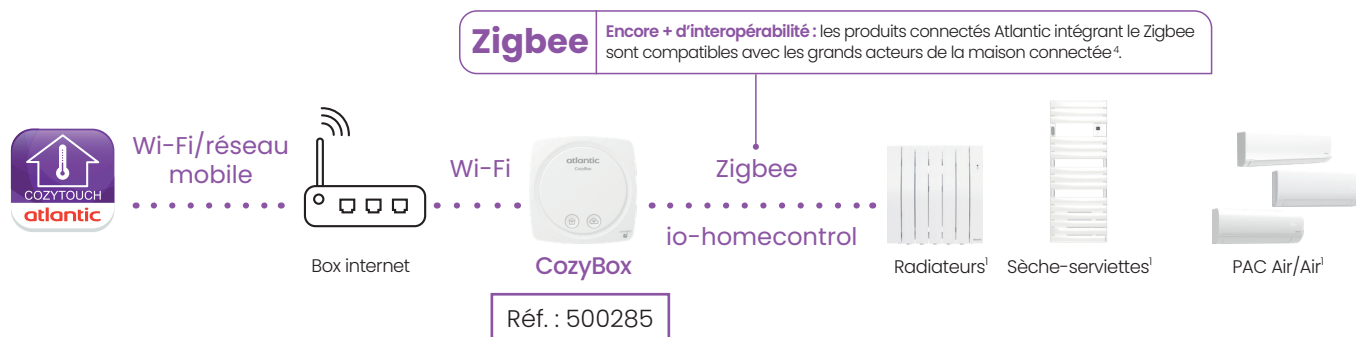 Zigbee
Encore + d'interopérabilité : les produits connectés Atlantic intégrant le Zigbee
sont compatibles avec les grands acteurs de la maison connectée⁴.
COZYTOUCH
atlantic
Wi-Fi/réseau
mobile
Box internet
Wi-Fi
atlantic
CozyBox
CozyBox
Réf. : 500285
Zigbee
io-homecontrol
Radiateurs¹
Sèche-serviettes¹
PAC Air/Air¹